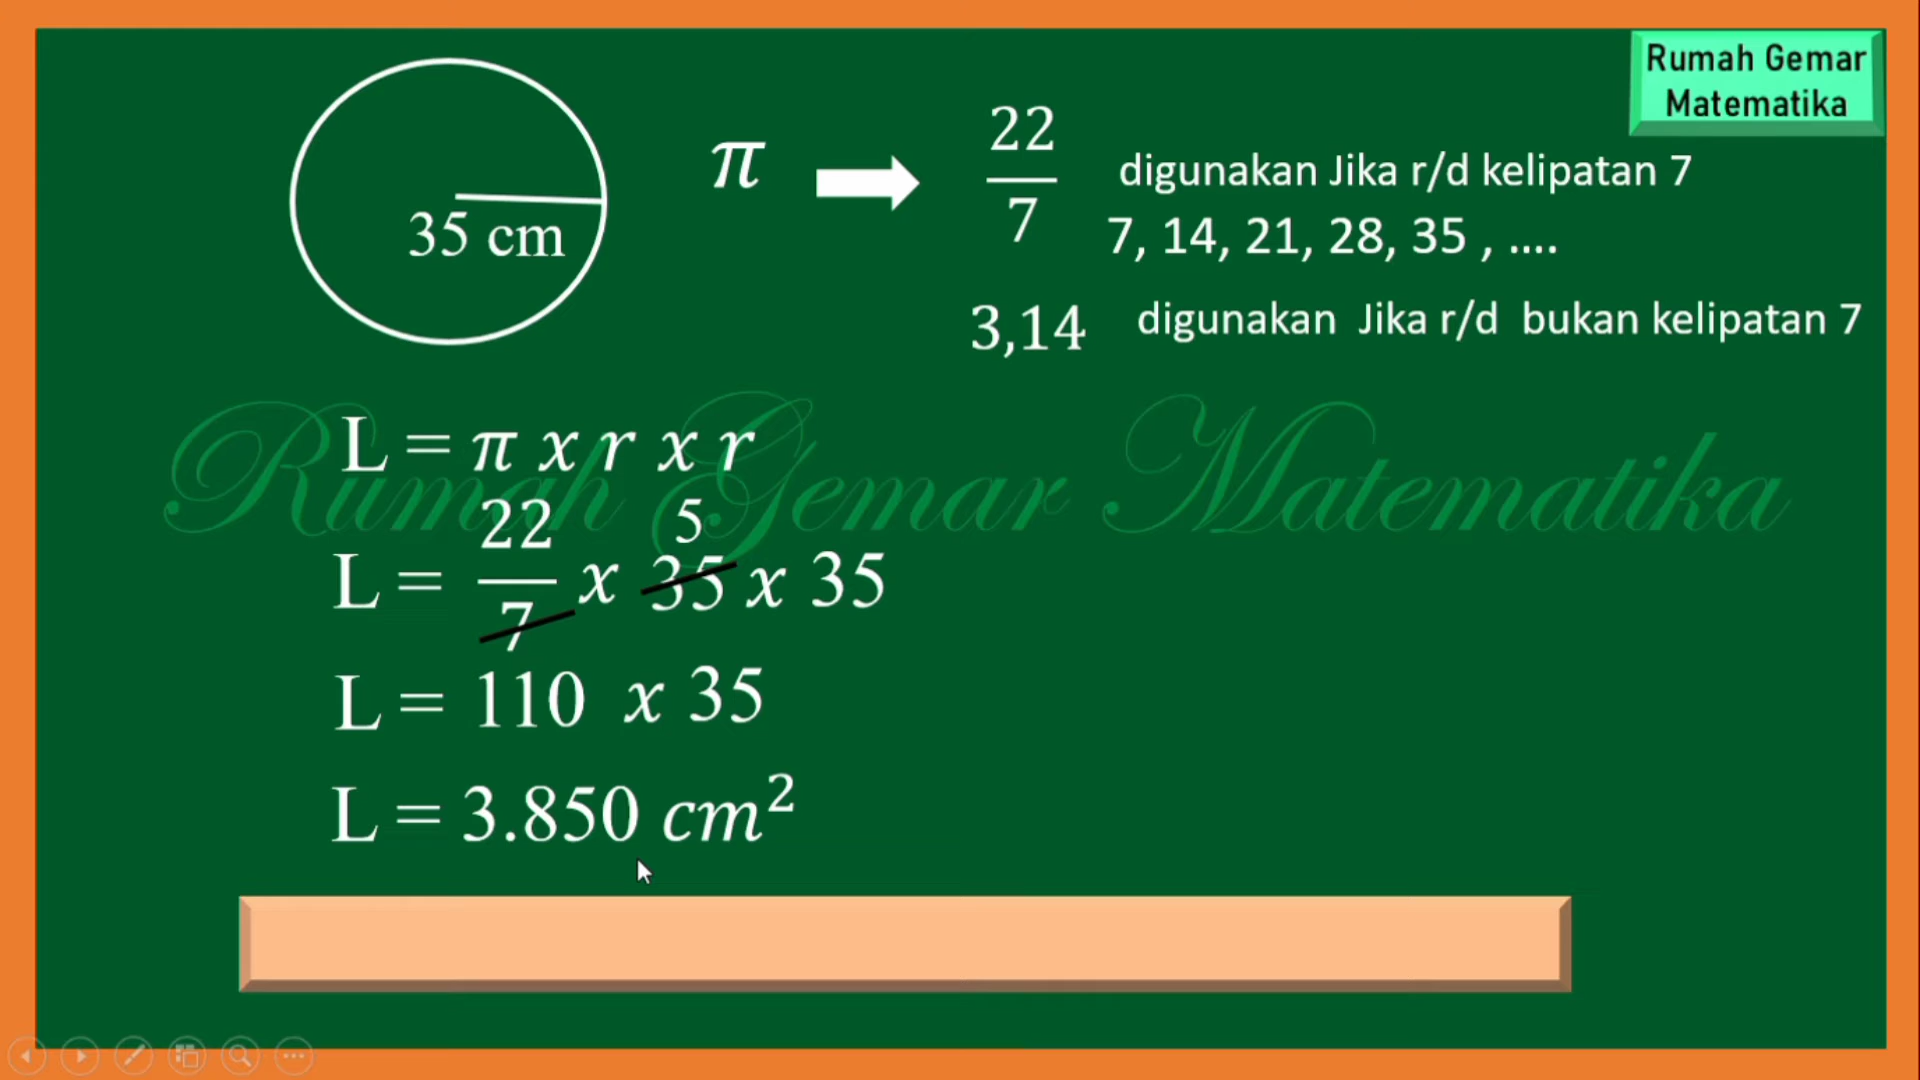 Rumah Gemar
Matematika
35 cm
π
22
7
digunakan Jika r/d kelipatan 7
7, 14, 21, 28, 35 , ....
3,14 digunakan Jika r/d bukan kelipatan 7
Rumah Gemar Matematika
L = π x r x r
L = 22/7 x 35 x 35
5
L = 110 x 35
L = 3.850 cm²